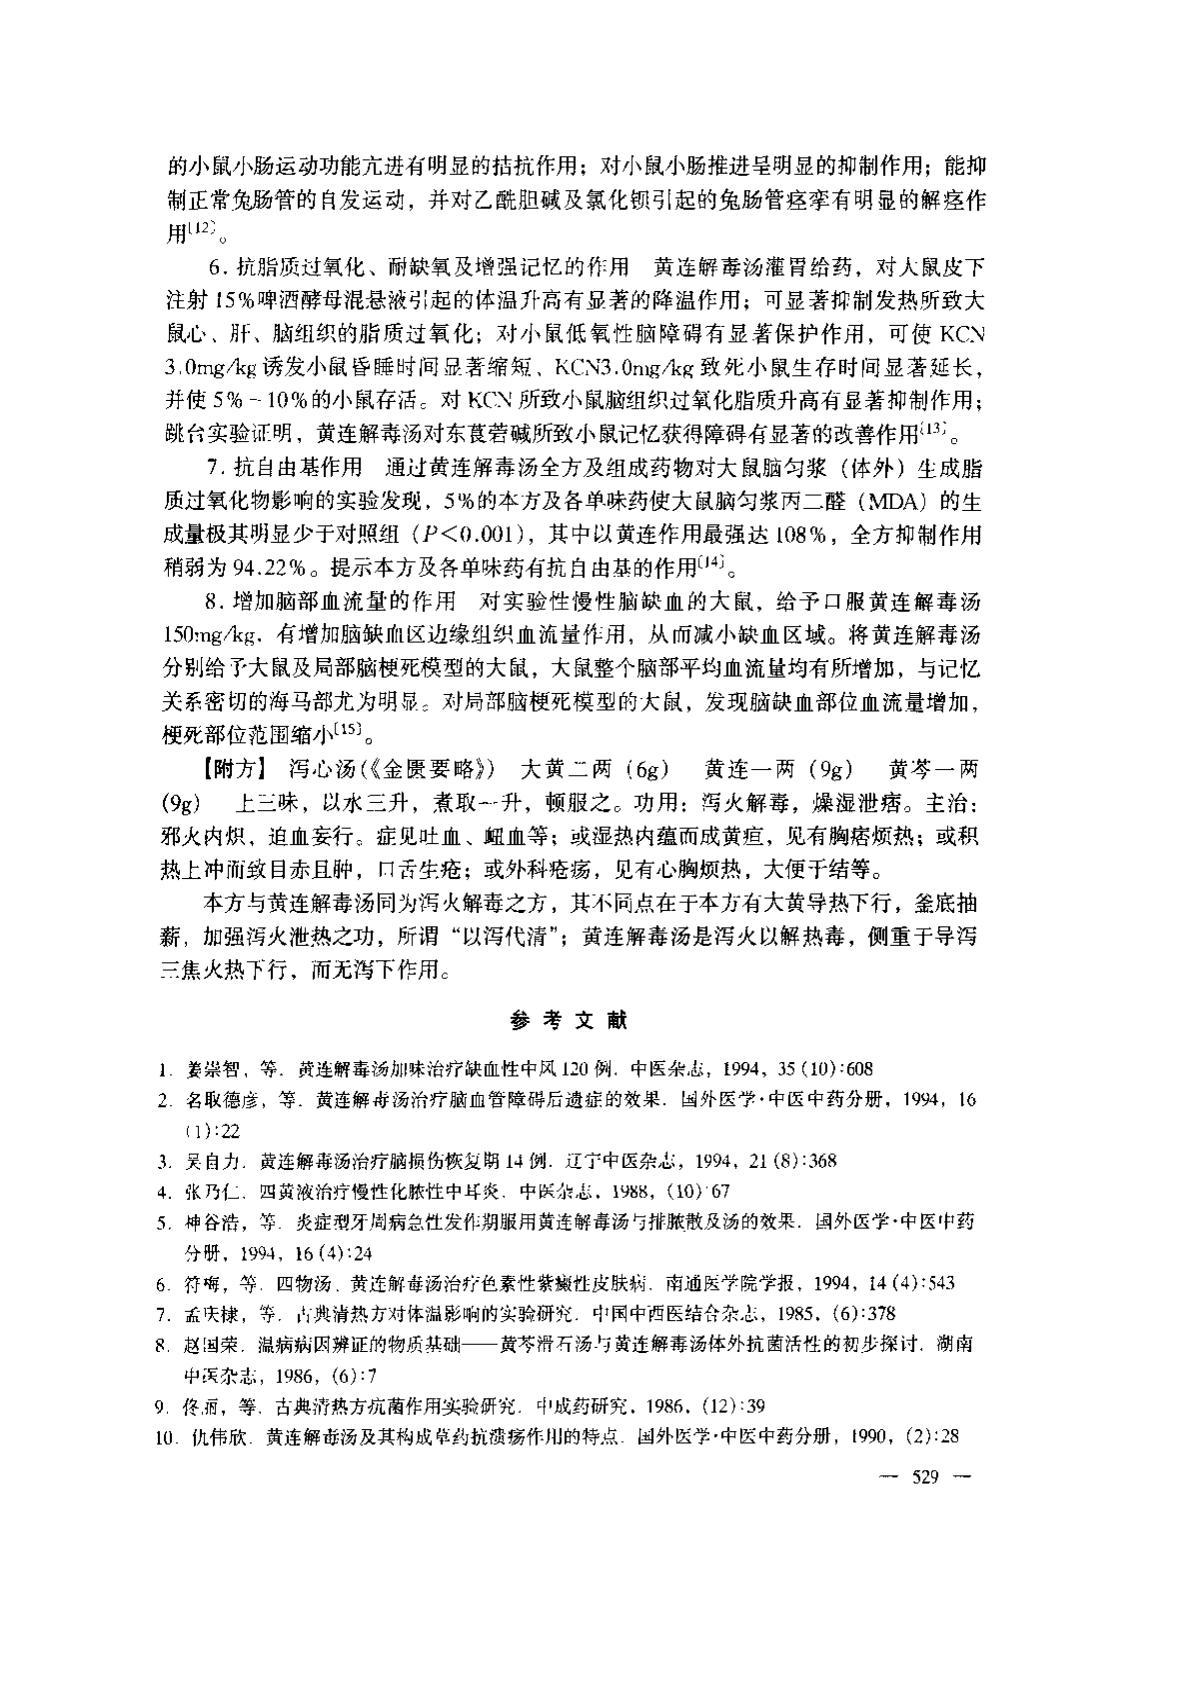 的小鼠小肠运动功能亢进有明显的拮抗作用；对小鼠小肠推进呈明显的抑制作用；能抑
制正常兔肠管的自发运动，并对乙酰胆碱及氯化钡引起的兔肠管痉挛有明显的解痉作
用〔12〕。
6. 抗脂质过氧化、耐缺氧及增强记忆的作用　黄连解毒汤灌胃给药，对大鼠皮下
注射 15%啤酒酵母混悬液引起的体温升高有显著的降温作用；可显著抑制发热所致大
鼠心、肝、脑组织的脂质过氧化；对小鼠低氧性脑障碍有显著保护作用，可使 KCN
3.0mg/kg 诱发小鼠昏睡时间显著缩短、KCN3.0mg/kg 致死小鼠生存时间显著延长，
并使 5%～10%的小鼠存活。对 KCN 所致小鼠脑组织过氧化脂质升高有显著抑制作用；
跳台实验证明，黄连解毒汤对东莨菪碱所致小鼠记忆获得障碍有显著的改善作用〔13〕。
7. 抗自由基作用　通过黄连解毒汤全方及组成药物对大鼠脑匀浆（体外）生成脂
质过氧化物影响的实验发现，5%的本方及各单味药使大鼠脑匀浆丙二醛（MDA）的生
成量极其明显少于对照组（P＜0.001），其中以黄连作用最强达 108%，全方抑制作用
稍弱为 94.22%。提示本方及各单味药有抗自由基的作用〔14〕。
8. 增加脑部血流量的作用　对实验性慢性脑缺血的大鼠，给予口服黄连解毒汤
150mg/kg，有增加脑缺血区边缘组织血流量作用，从而减小缺血区域。将黄连解毒汤
分别给予大鼠及局部脑梗死模型的大鼠，大鼠整个脑部平均血流量均有所增加，与记忆
关系密切的海马部尤为明显。对局部脑梗死模型的大鼠，发现脑缺血部位血流量增加，
梗死部位范围缩小〔15〕。
【附方】　泻心汤（《金匮要略》）　大黄二两（6g）　黄连一两（9g）　黄芩一两
（9g）　上三味，以水三升，煮取一升，顿服之。功用：泻火解毒，燥湿泄痞。主治：
邪火内炽，迫血妄行。症见吐血、衄血等；或湿热内蕴而成黄疸，见有胸痞烦热；或积
热上冲而致目赤且肿，口舌生疮；或外科疮疡，见有心胸烦热，大便干结等。
本方与黄连解毒汤同为泻火解毒之方，其不同点在于本方有大黄导热下行，釜底抽
薪，加强泻火泄热之功，所谓“以泻代清”；黄连解毒汤是泻火以解热毒，侧重于导泻
三焦火热下行，而无泻下作用。
参 考 文 献
1. 姜崇智，等. 黄连解毒汤加味治疗缺血性中风 120 例. 中医杂志，1994，35 (10):608
2. 名取德彦，等. 黄连解毒汤治疗脑血管障碍后遗症的效果. 国外医学·中医中药分册，1994，16
(1):22
3. 吴自力. 黄连解毒汤治疗脑损伤恢复期 14 例. 辽宁中医杂志，1994，21 (8):368
4. 张乃仁. 四黄液治疗慢性化脓性中耳炎. 中医杂志，1988，(10):67
5. 神谷浩，等. 炎症型牙周病急性发作期服用黄连解毒汤与排脓散及汤的效果. 国外医学·中医中药
分册，1994，16 (4):24
6. 符梅，等. 四物汤、黄连解毒汤治疗色素性紫癜性皮肤病. 南通医学院学报，1994，14 (4):543
7. 孟庆棣，等. 古典清热方对体温影响的实验研究. 中国中西医结合杂志，1985，(6):378
8. 赵国荣. 温病病因辨证的物质基础——黄芩滑石汤与黄连解毒汤体外抗菌活性的初步探讨. 湖南
中医杂志，1986，(6):7
9. 佟丽，等. 古典清热方抗菌作用实验研究. 中成药研究，1986，(12):39
10. 仇伟欣. 黄连解毒汤及其构成草药抗溃疡作用的特点. 国外医学·中医中药分册，1990，(2):28
— 529 —